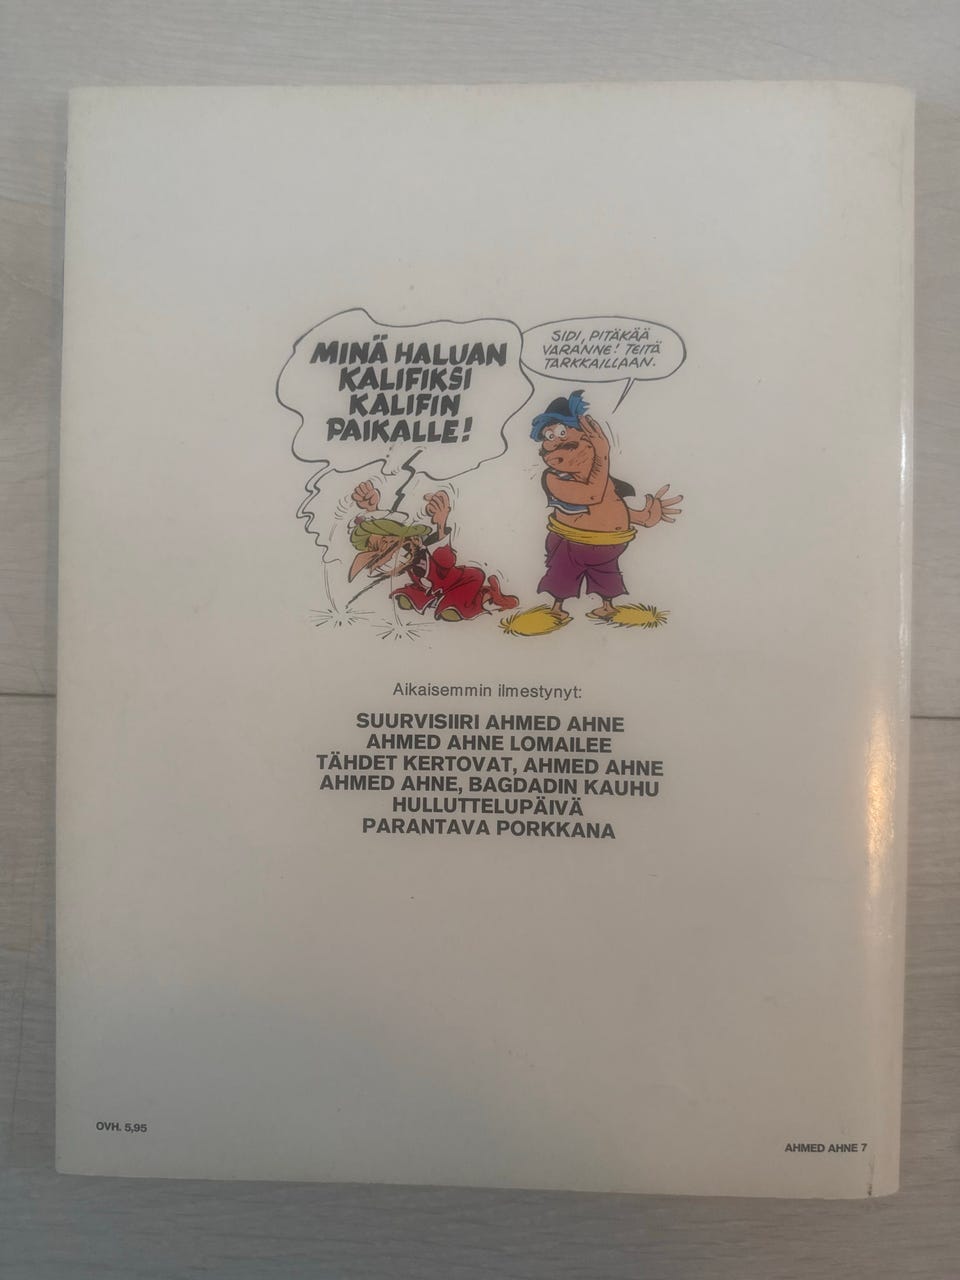 MINÄ HALUAN
KALIFIKSI
KALIFIN
PAIKALLE!
SIDI, PITÄKÄÄ
VARANNE! TEITÄ
TARKKAILLAAN.
Aikaisemmin ilmestynyt:
SUURVISIIRI AHMED AHNE
AHMED AHNE LOMAILEE
TÄHDET KERTOVAT, AHMED AHNE
AHMED AHNE, BAGDADIN KAUHU
HULLUTTELUPÄIVÄ
PARANTAVA PORKKANA
OVH. 5,95
AHMED AHNE 7